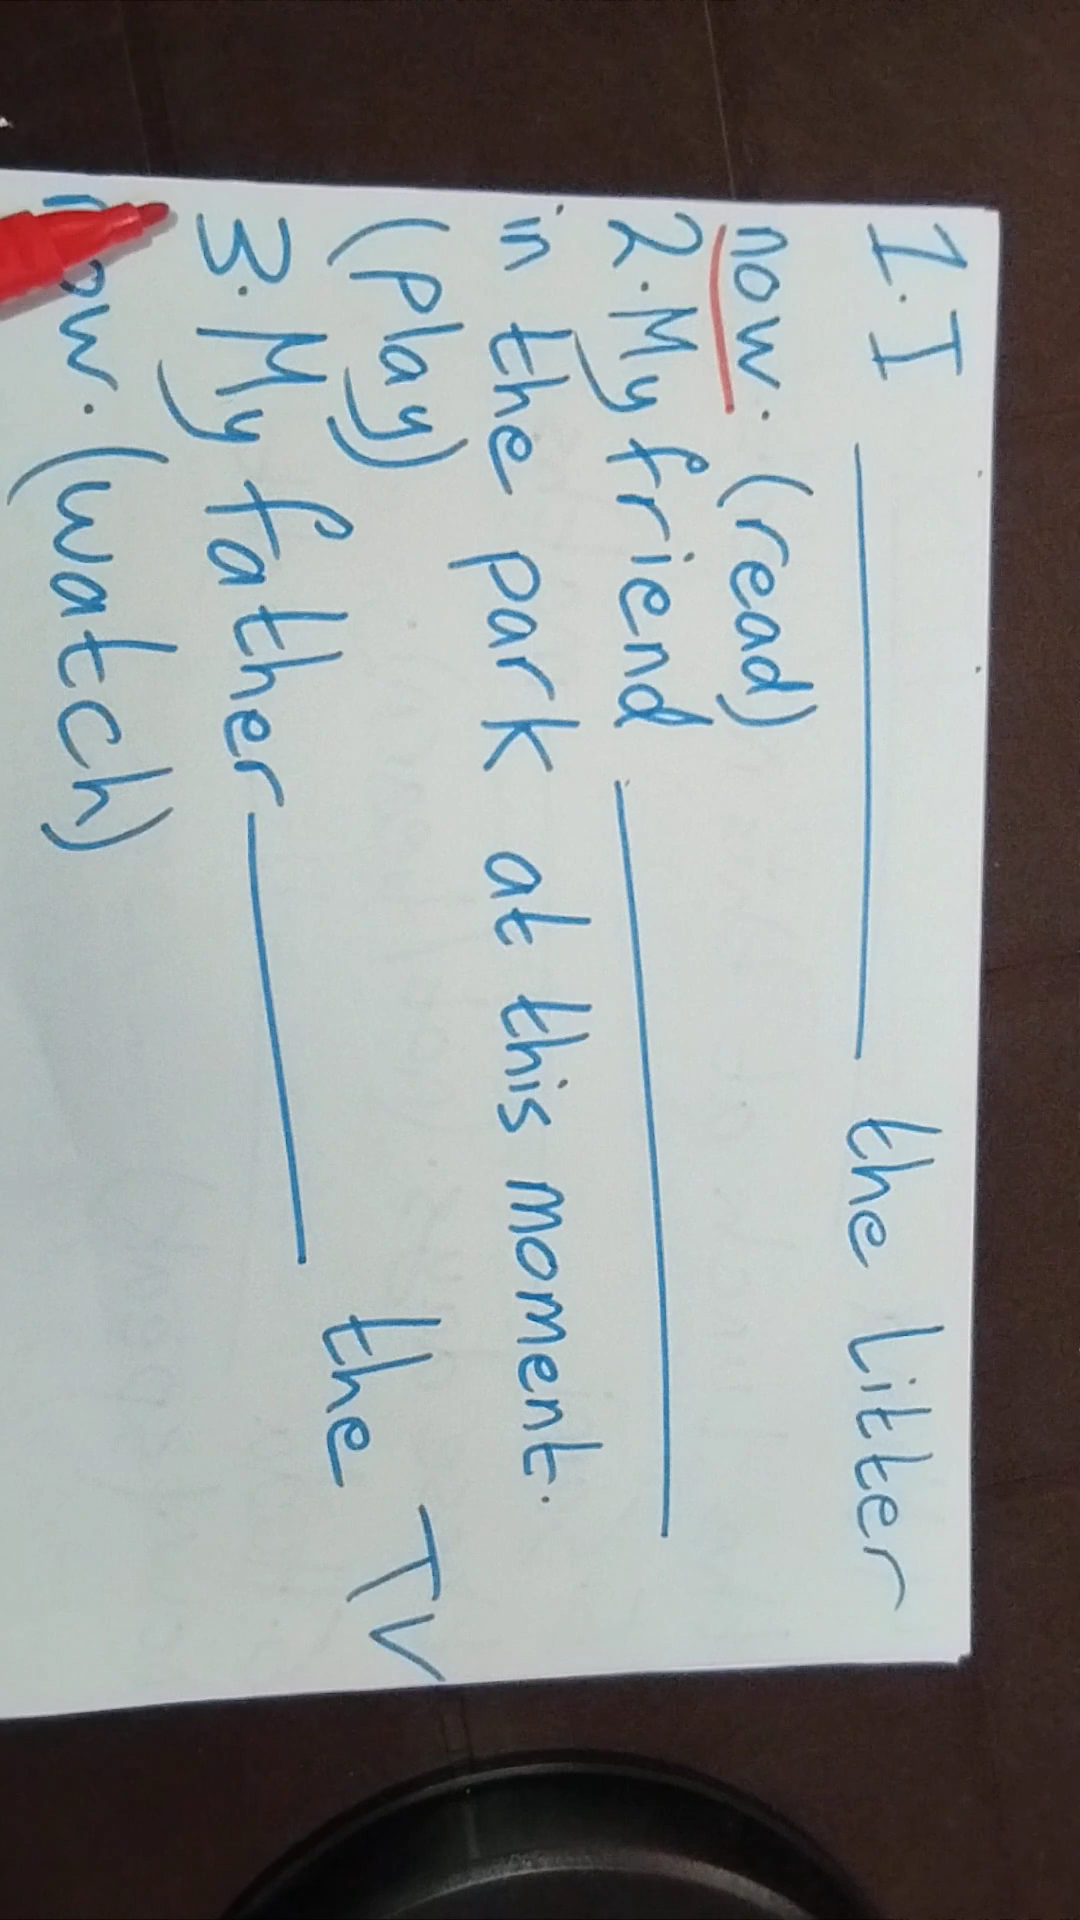 1. I ________ the litter
now. (read)
2. My friend ________
in the park at this moment.
(play)
3. My father ________ the TV
now. (watch)